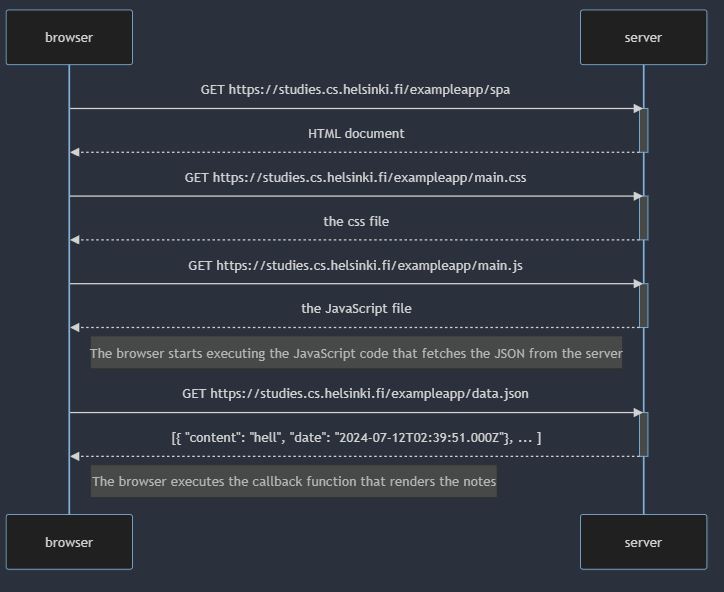 browser
server
GET https://studies.cs.helsinki.fi/exampleapp/spa
HTML document
GET https://studies.cs.helsinki.fi/exampleapp/main.css
the css file
GET https://studies.cs.helsinki.fi/exampleapp/main.js
the JavaScript file
The browser starts executing the JavaScript code that fetches the JSON from the server
GET https://studies.cs.helsinki.fi/exampleapp/data.json
[{ "content": "hell", "date": "2024-07-12T02:39:51.000Z"}, ... ]
The browser executes the callback function that renders the notes
browser
server